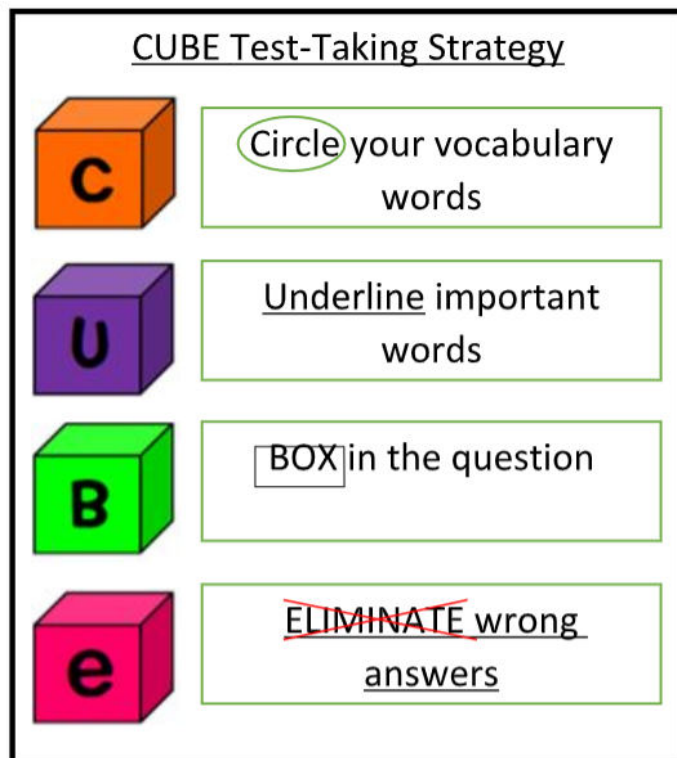 CUBE Test-Taking Strategy
C
Circle your vocabulary
words
U
Underline important
words
B
BOX in the question
e
ELIMINATE wrong
answers